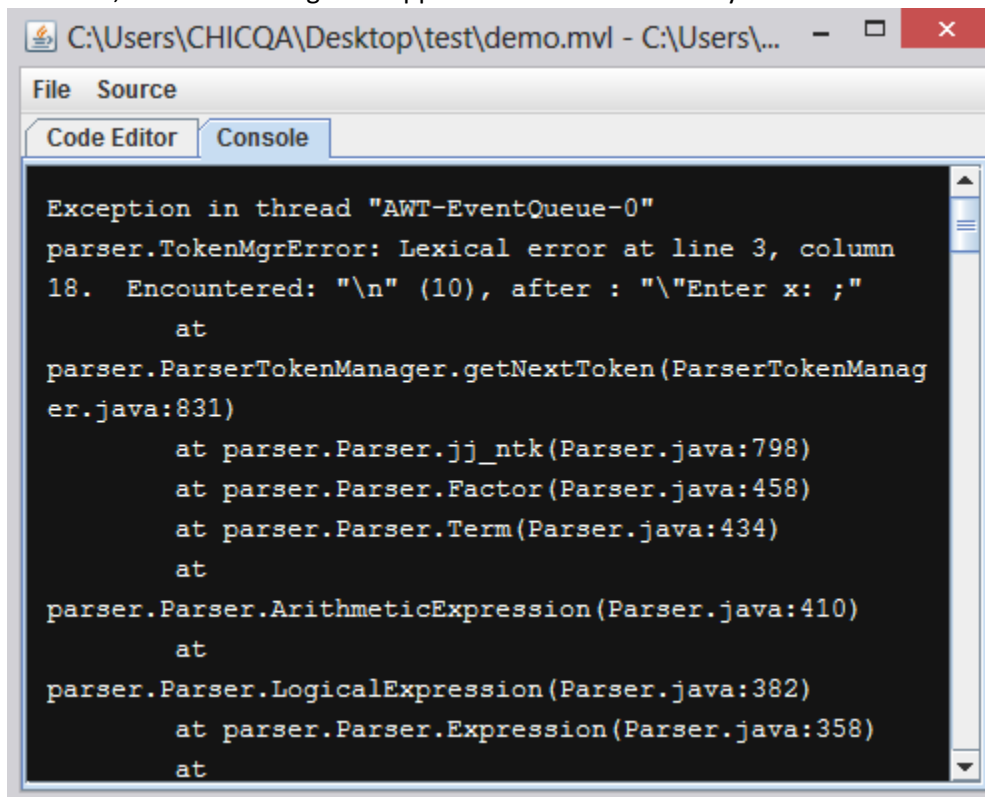 C:\Users\CHICQA\Desktop\test\demo.mvl - C:\Users\...
File Source
Code Editor Console
Exception in thread "AWT-EventQueue-0"
parser.TokenMgrError: Lexical error at line 3, column
18.  Encountered: "\n" (10), after : "\"Enter x: ;"
at
parser.ParserTokenManager.getNextToken(ParserTokenManag
er.java:831)
at parser.Parser.jj_ntk(Parser.java:798)
at parser.Parser.Factor(Parser.java:458)
at parser.Parser.Term(Parser.java:434)
at
parser.Parser.ArithmeticExpression(Parser.java:410)
at
parser.Parser.LogicalExpression(Parser.java:382)
at parser.Parser.Expression(Parser.java:358)
at